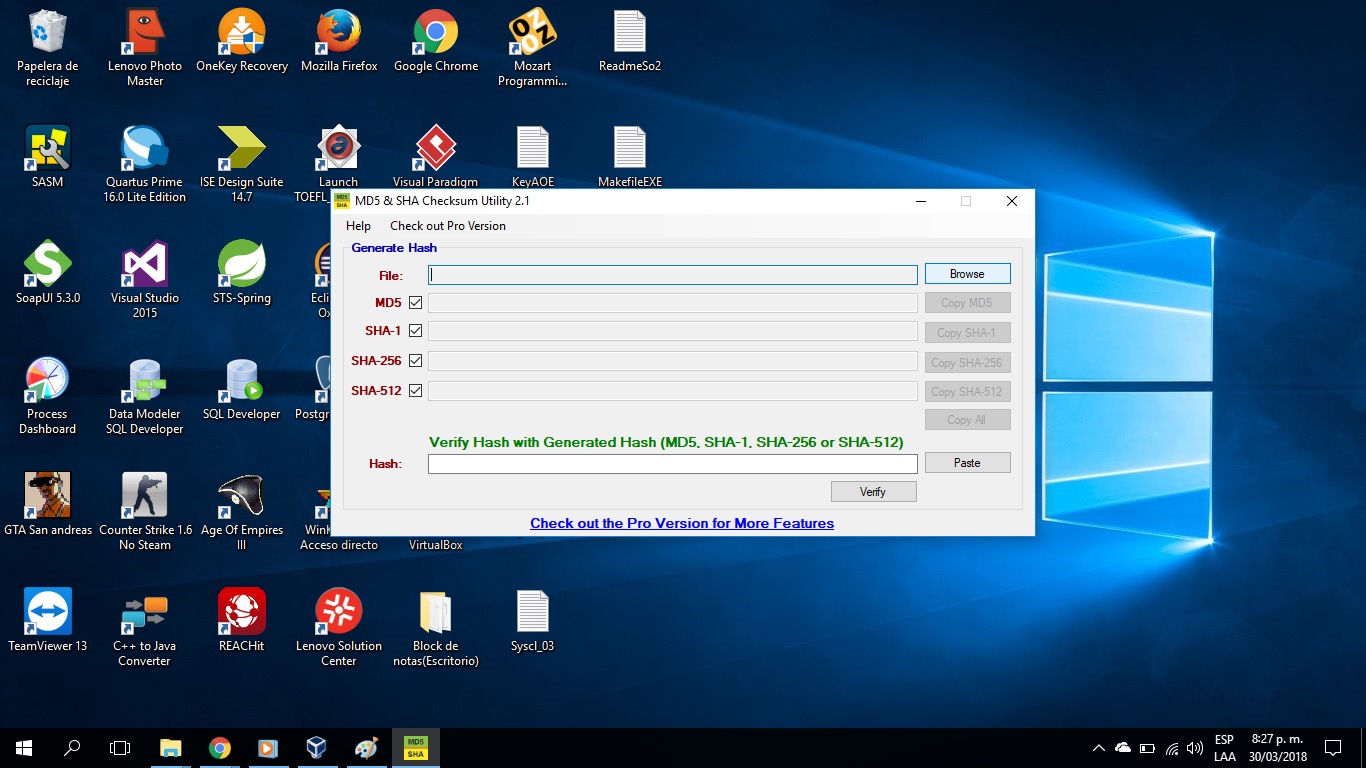 Papelera de
reciclaje
Lenovo Photo
Master
OneKey Recovery
Mozilla Firefox
Google Chrome
Mozart
Programmi...
ReadmeSo2
SASM
Quartus Prime
16.0 Lite Edition
ISE Design Suite
14.7
Launch
TOEFL_
Visual Paradigm
KeyAOE
MakefileEXE
MD5 & SHA Checksum Utility 2.1
Help
Check out Pro Version
Generate Hash
File:
Browse
MD5
Copy MD5
SHA-1
Copy SHA-1
SHA-256
Copy SHA-256
SHA-512
Copy SHA-512
Copy All
Verify Hash with Generated Hash (MD5, SHA-1, SHA-256 or SHA-512)
Hash:
Paste
Verify
Check out the Pro Version for More Features
SoapUI 5.3.0
Visual Studio
2015
STS-Spring
Ecli
Ox
Process
Dashboard
Data Modeler
SQL Developer
SQL Developer
Postgr
GTA San andreas
Counter Strike 1.6
No Steam
Age Of Empires
III
Acceso directo
VirtualBox
TeamViewer 13
C++ to Java
Converter
REACHit
Lenovo Solution
Center
Block de
notas(Escritorio)
Syscl_03
MD5
SHA
ESP
LAA
8:27 p. m.
30/03/2018